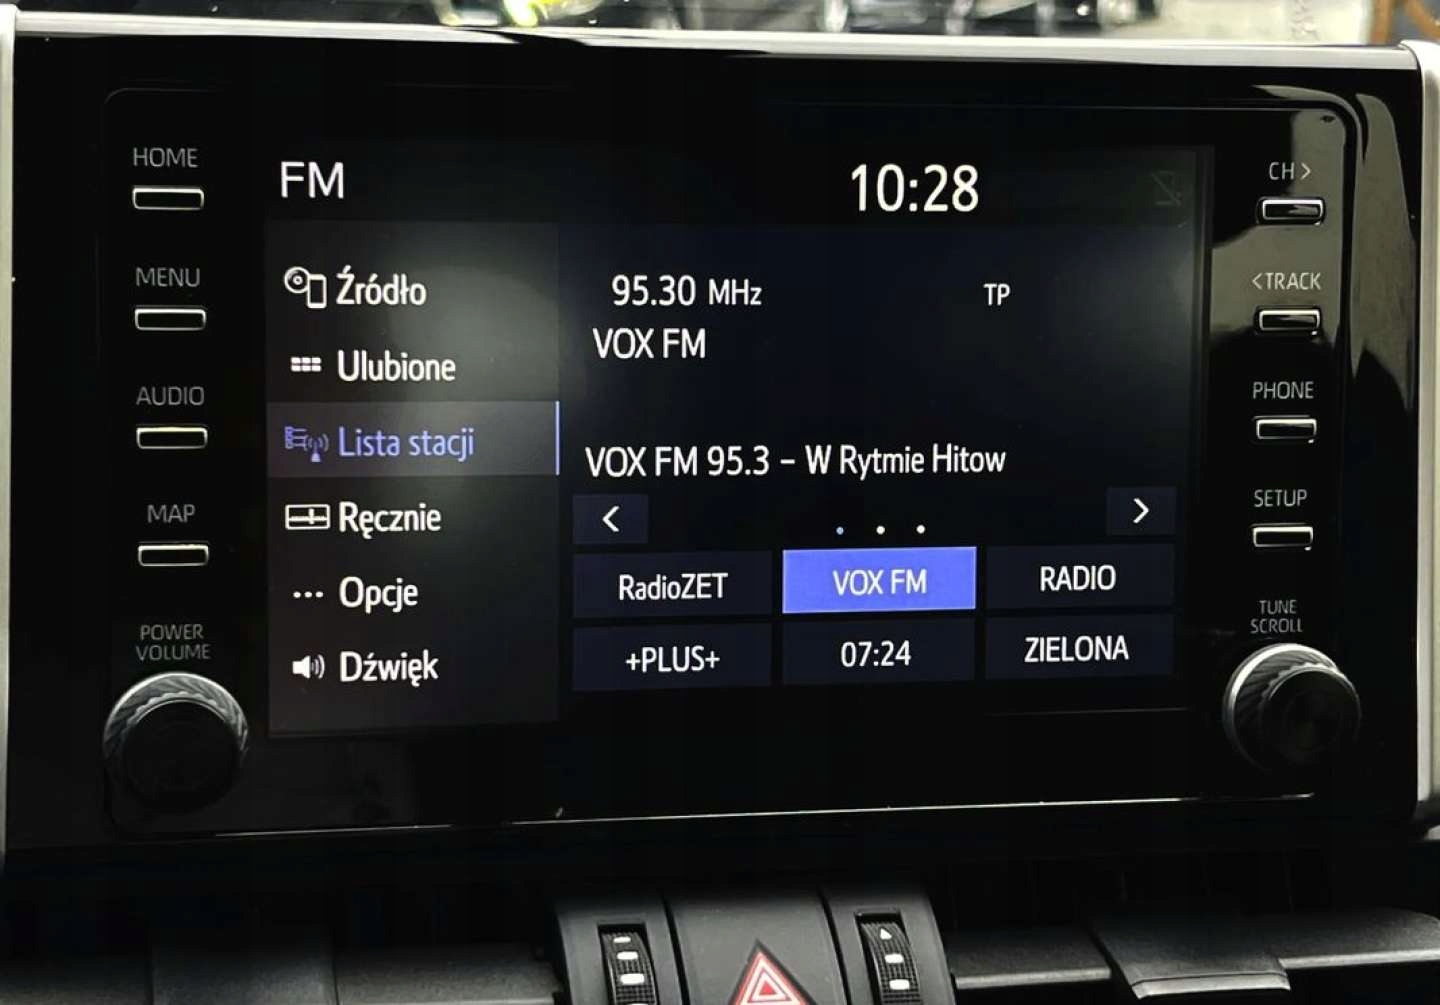 HOME
MENU
AUDIO
MAP
POWER
VOLUME
FM
10:28
Źródło
Ulubione
Lista stacji
Ręcznie
Opcje
Dźwięk
95.30 MHz
TP
VOX FM
VOX FM 95.3 – W Rytmie Hitow
<
>
RadioZET
VOX FM
RADIO
+PLUS+
07:24
ZIELONA
CH >
< TRACK
PHONE
SETUP
TUNE
SCROLL